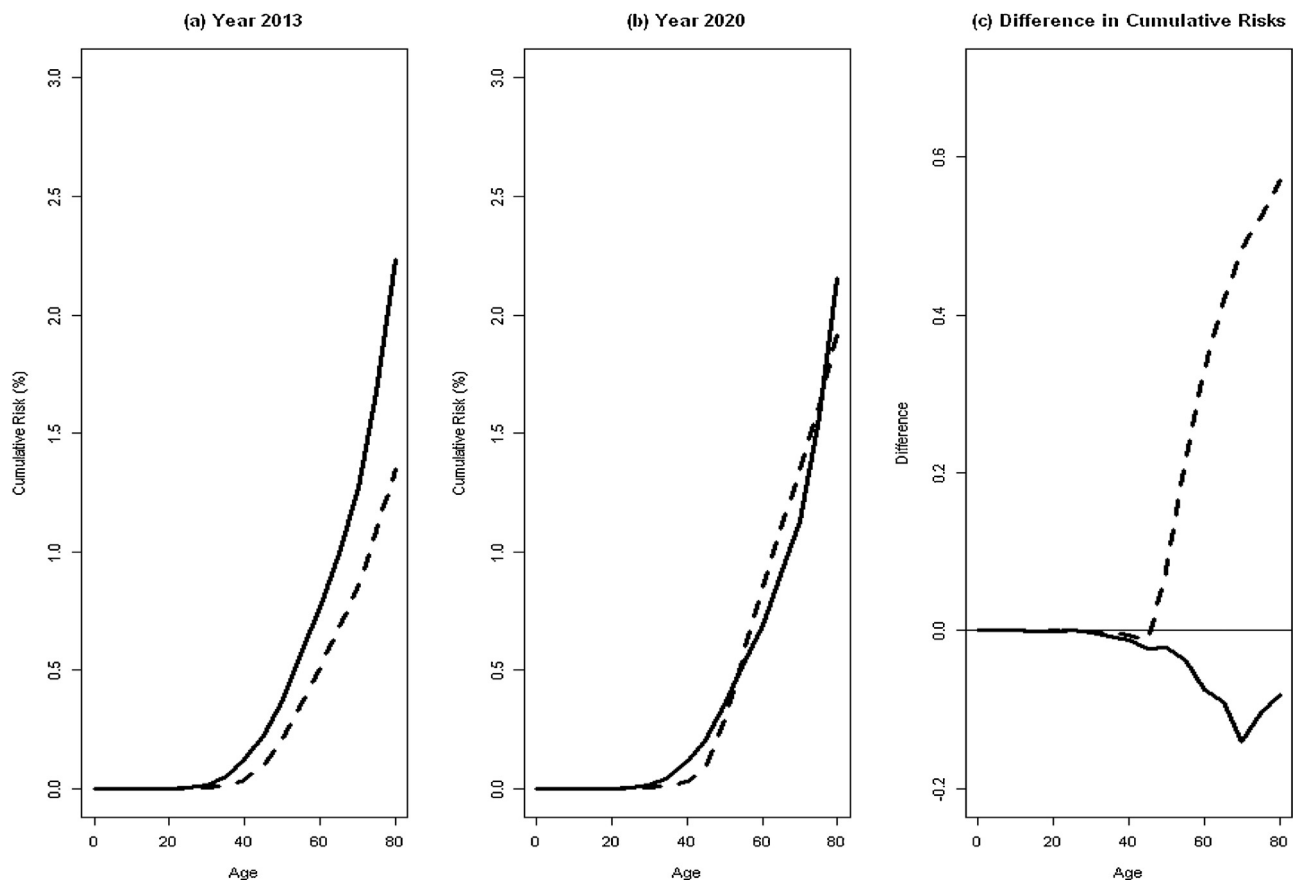 (a) Year 2013
Cumulative Risk (%)
3.0
2.5
2.0
1.5
1.0
0.5
0.0
0 20 40 60 80
Age
(b) Year 2020
Cumulative Risk (%)
3.0
2.5
2.0
1.5
1.0
0.5
0.0
0 20 40 60 80
Age
(c) Difference in Cumulative Risks
Difference
0.6
0.4
0.2
0.0
-0.2
0 20 40 60 80
Age